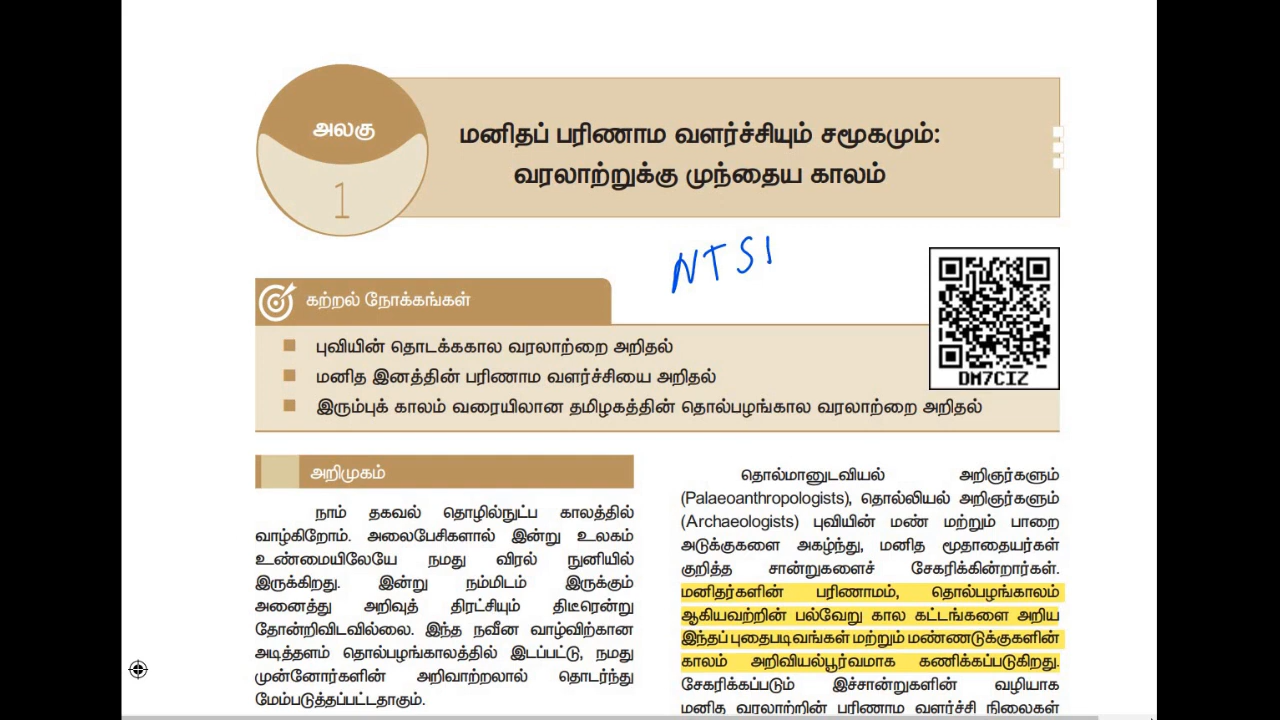 அலகு
1
மனிதப் பரிணாம வளர்ச்சியும் சமூகமும்:
வரலாற்றுக்கு முந்தைய காலம்
NTSI
கற்றல் நோக்கங்கள்
புவியின் தொடக்ககால வரலாற்றை அறிதல்
மனித இனத்தின் பரிணாம வளர்ச்சியை அறிதல்
இரும்புக் காலம் வரையிலான தமிழகத்தின் தொல்பழங்கால வரலாற்றை அறிதல்
DM7CIZ
அறிமுகம்
நாம் தகவல் தொழில்நுட்ப காலத்தில்
வாழ்கிறோம். அலைபேசிகளால் இன்று உலகம்
உண்மையிலேயே நமது விரல் நுனியில்
இருக்கிறது. இன்று நம்மிடம் இருக்கும்
அனைத்து அறிவுத் திரட்சியும் திடீரென்று
தோன்றிவிடவில்லை. இந்த நவீன வாழ்விற்கான
அடித்தளம் தொல்பழங்காலத்தில் இடப்பட்டு, நமது
முன்னோர்களின் அறிவாற்றலால் தொடர்ந்து
மேம்படுத்தப்பட்டதாகும்.
தொல்மானுடவியல் அறிஞர்களும்
(Palaeoanthropologists), தொல்லியல் அறிஞர்களும்
(Archaeologists) புவியின் மண் மற்றும் பாறை
அடுக்குகளை அகழ்ந்து, மனித மூதாதையர்கள்
குறித்த சான்றுகளைச் சேகரிக்கின்றார்கள்.
மனிதர்களின் பரிணாமம், தொல்பழங்காலம்
ஆகியவற்றின் பல்வேறு கால கட்டங்களை அறிய
இந்தப் புதைபடிவங்கள் மற்றும் மண்ணடுக்குகளின்
காலம் அறிவியல்பூர்வமாக கணிக்கப்படுகிறது.
சேகரிக்கப்படும் இச்சான்றுகளின் வழியாக
மனித வரலாற்றின் பரிணாம வளர்ச்சி நிலைகள்